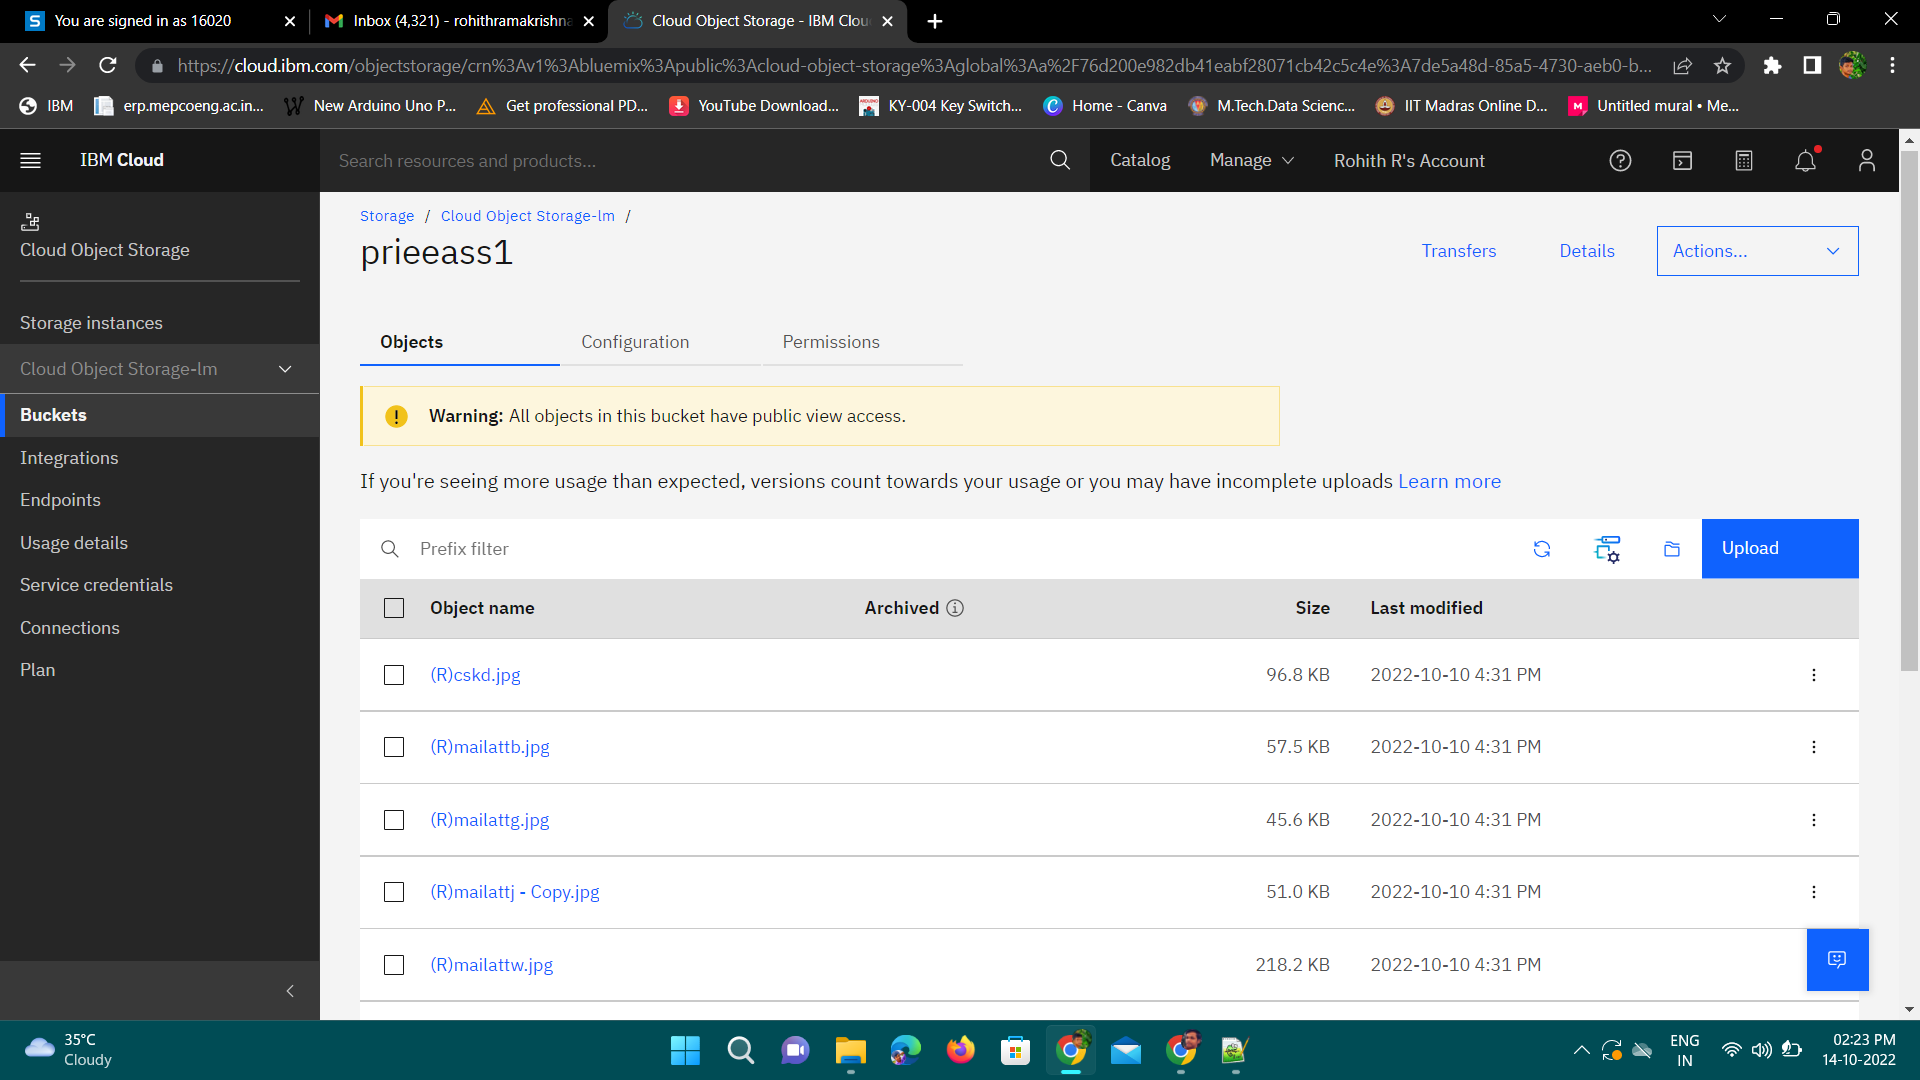 You are signed in as 16020
Inbox (4,321) - rohithramakrishna
Cloud Object Storage - IBM Clou
https://cloud.ibm.com/objectstorage/crn%3Av1%3Abluemix%3Apublic%3Acloud-object-storage%3Aglobal%3Aa%2F76d200e982db41eabf28071cb42c5c4e%3A7de5a48d-85a5-4730-aeb0-b...
IBM
erp.mepcoeng.ac.in...
New Arduino Uno P...
Get professional PD...
YouTube Download...
KY-004 Key Switch...
Home - Canva
M.Tech.Data Scienc...
IIT Madras Online D...
Untitled mural • Me...
IBM Cloud
Search resources and products...
Catalog
Manage
Rohith R's Account
Cloud Object Storage
Storage instances
Cloud Object Storage-lm
Buckets
Integrations
Endpoints
Usage details
Service credentials
Connections
Plan
Storage / Cloud Object Storage-lm /
prieeass1
Transfers
Details
Actions...
Objects
Configuration
Permissions
Warning: All objects in this bucket have public view access.
If you're seeing more usage than expected, versions count towards your usage or you may have incomplete uploads Learn more
Prefix filter
Upload
Object name Archived Size Last modified
(R)cskd.jpg 96.8 KB 2022-10-10 4:31 PM
(R)mailattb.jpg 57.5 KB 2022-10-10 4:31 PM
(R)mailattg.jpg 45.6 KB 2022-10-10 4:31 PM
(R)mailattj - Copy.jpg 51.0 KB 2022-10-10 4:31 PM
(R)mailattw.jpg 218.2 KB 2022-10-10 4:31 PM
35°C
Cloudy
ENG
IN
02:23 PM
14-10-2022